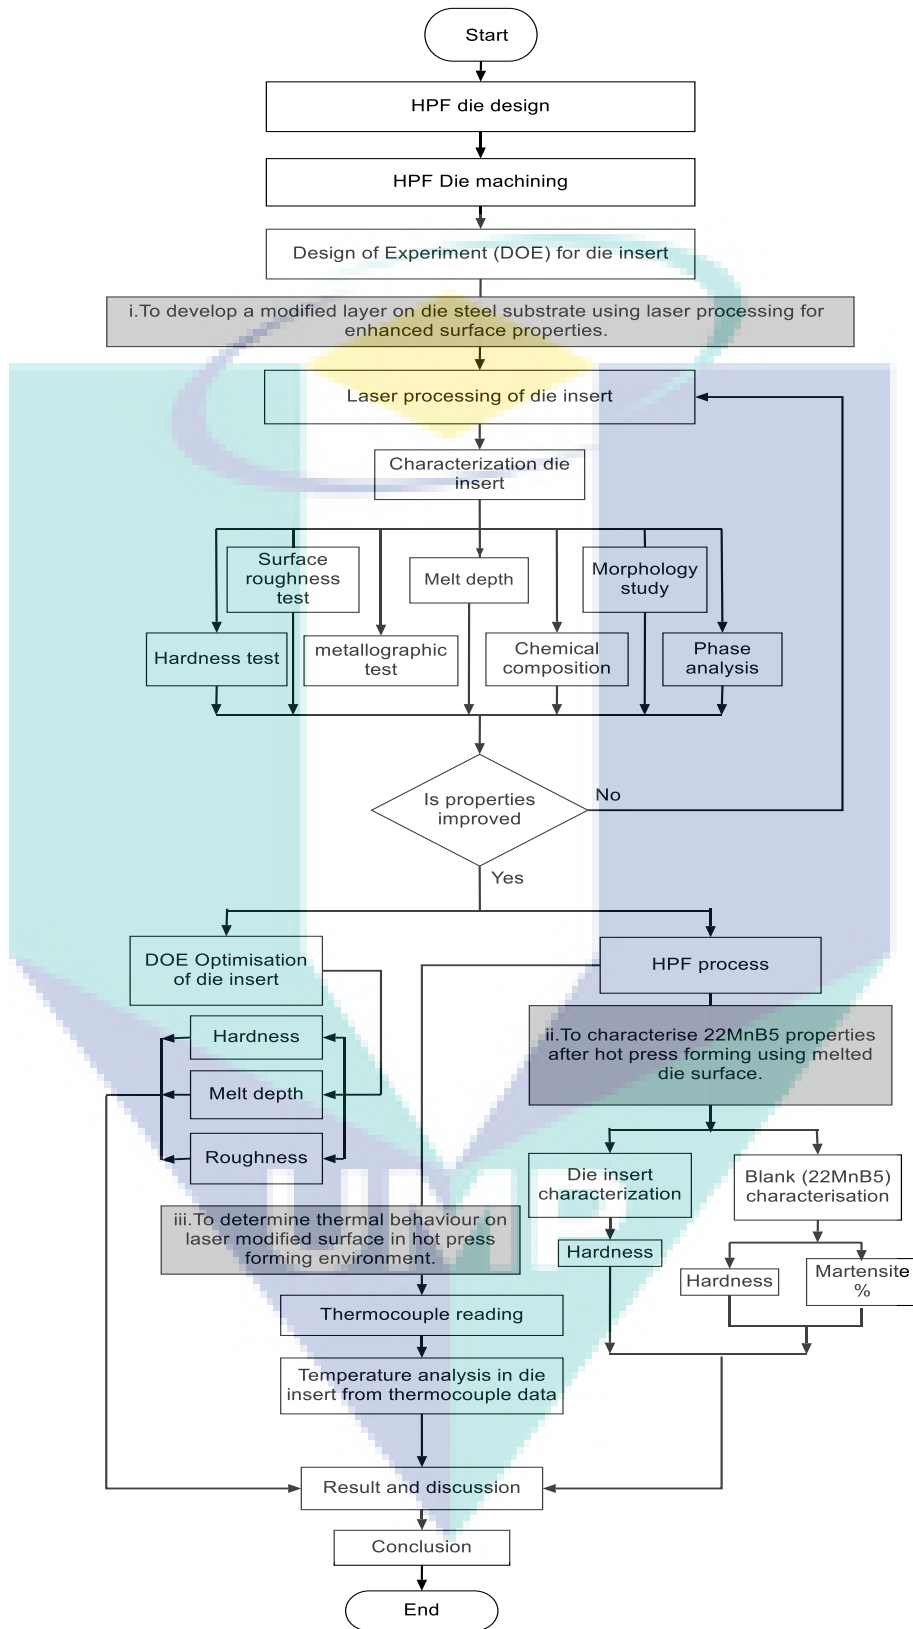 Start
HPF die design
HPF Die machining
Design of Experiment (DOE) for die insert
i.To develop a modified layer on die steel substrate using laser processing for
enhanced surface properties.
Laser processing of die insert
Characterization die
insert
Surface
roughness
test
Melt depth
Morphology
study
Hardness test
metallographic
test
Chemical
composition
Phase
analysis
Is properties
improved
No
Yes
DOE Optimisation
of die insert
HPF process
Hardness
Melt depth
Roughness
ii.To characterise 22MnB5 properties
after hot press forming using melted
die surface.
Die insert
characterization
Blank (22MnB5)
characterisation
Hardness
Hardness
Martensite
%
UMP
iii.To determine thermal behaviour on
laser modified surface in hot press
forming environment.
Thermocouple reading
Temperature analysis in die
insert from thermocouple data
Result and discussion
Conclusion
End